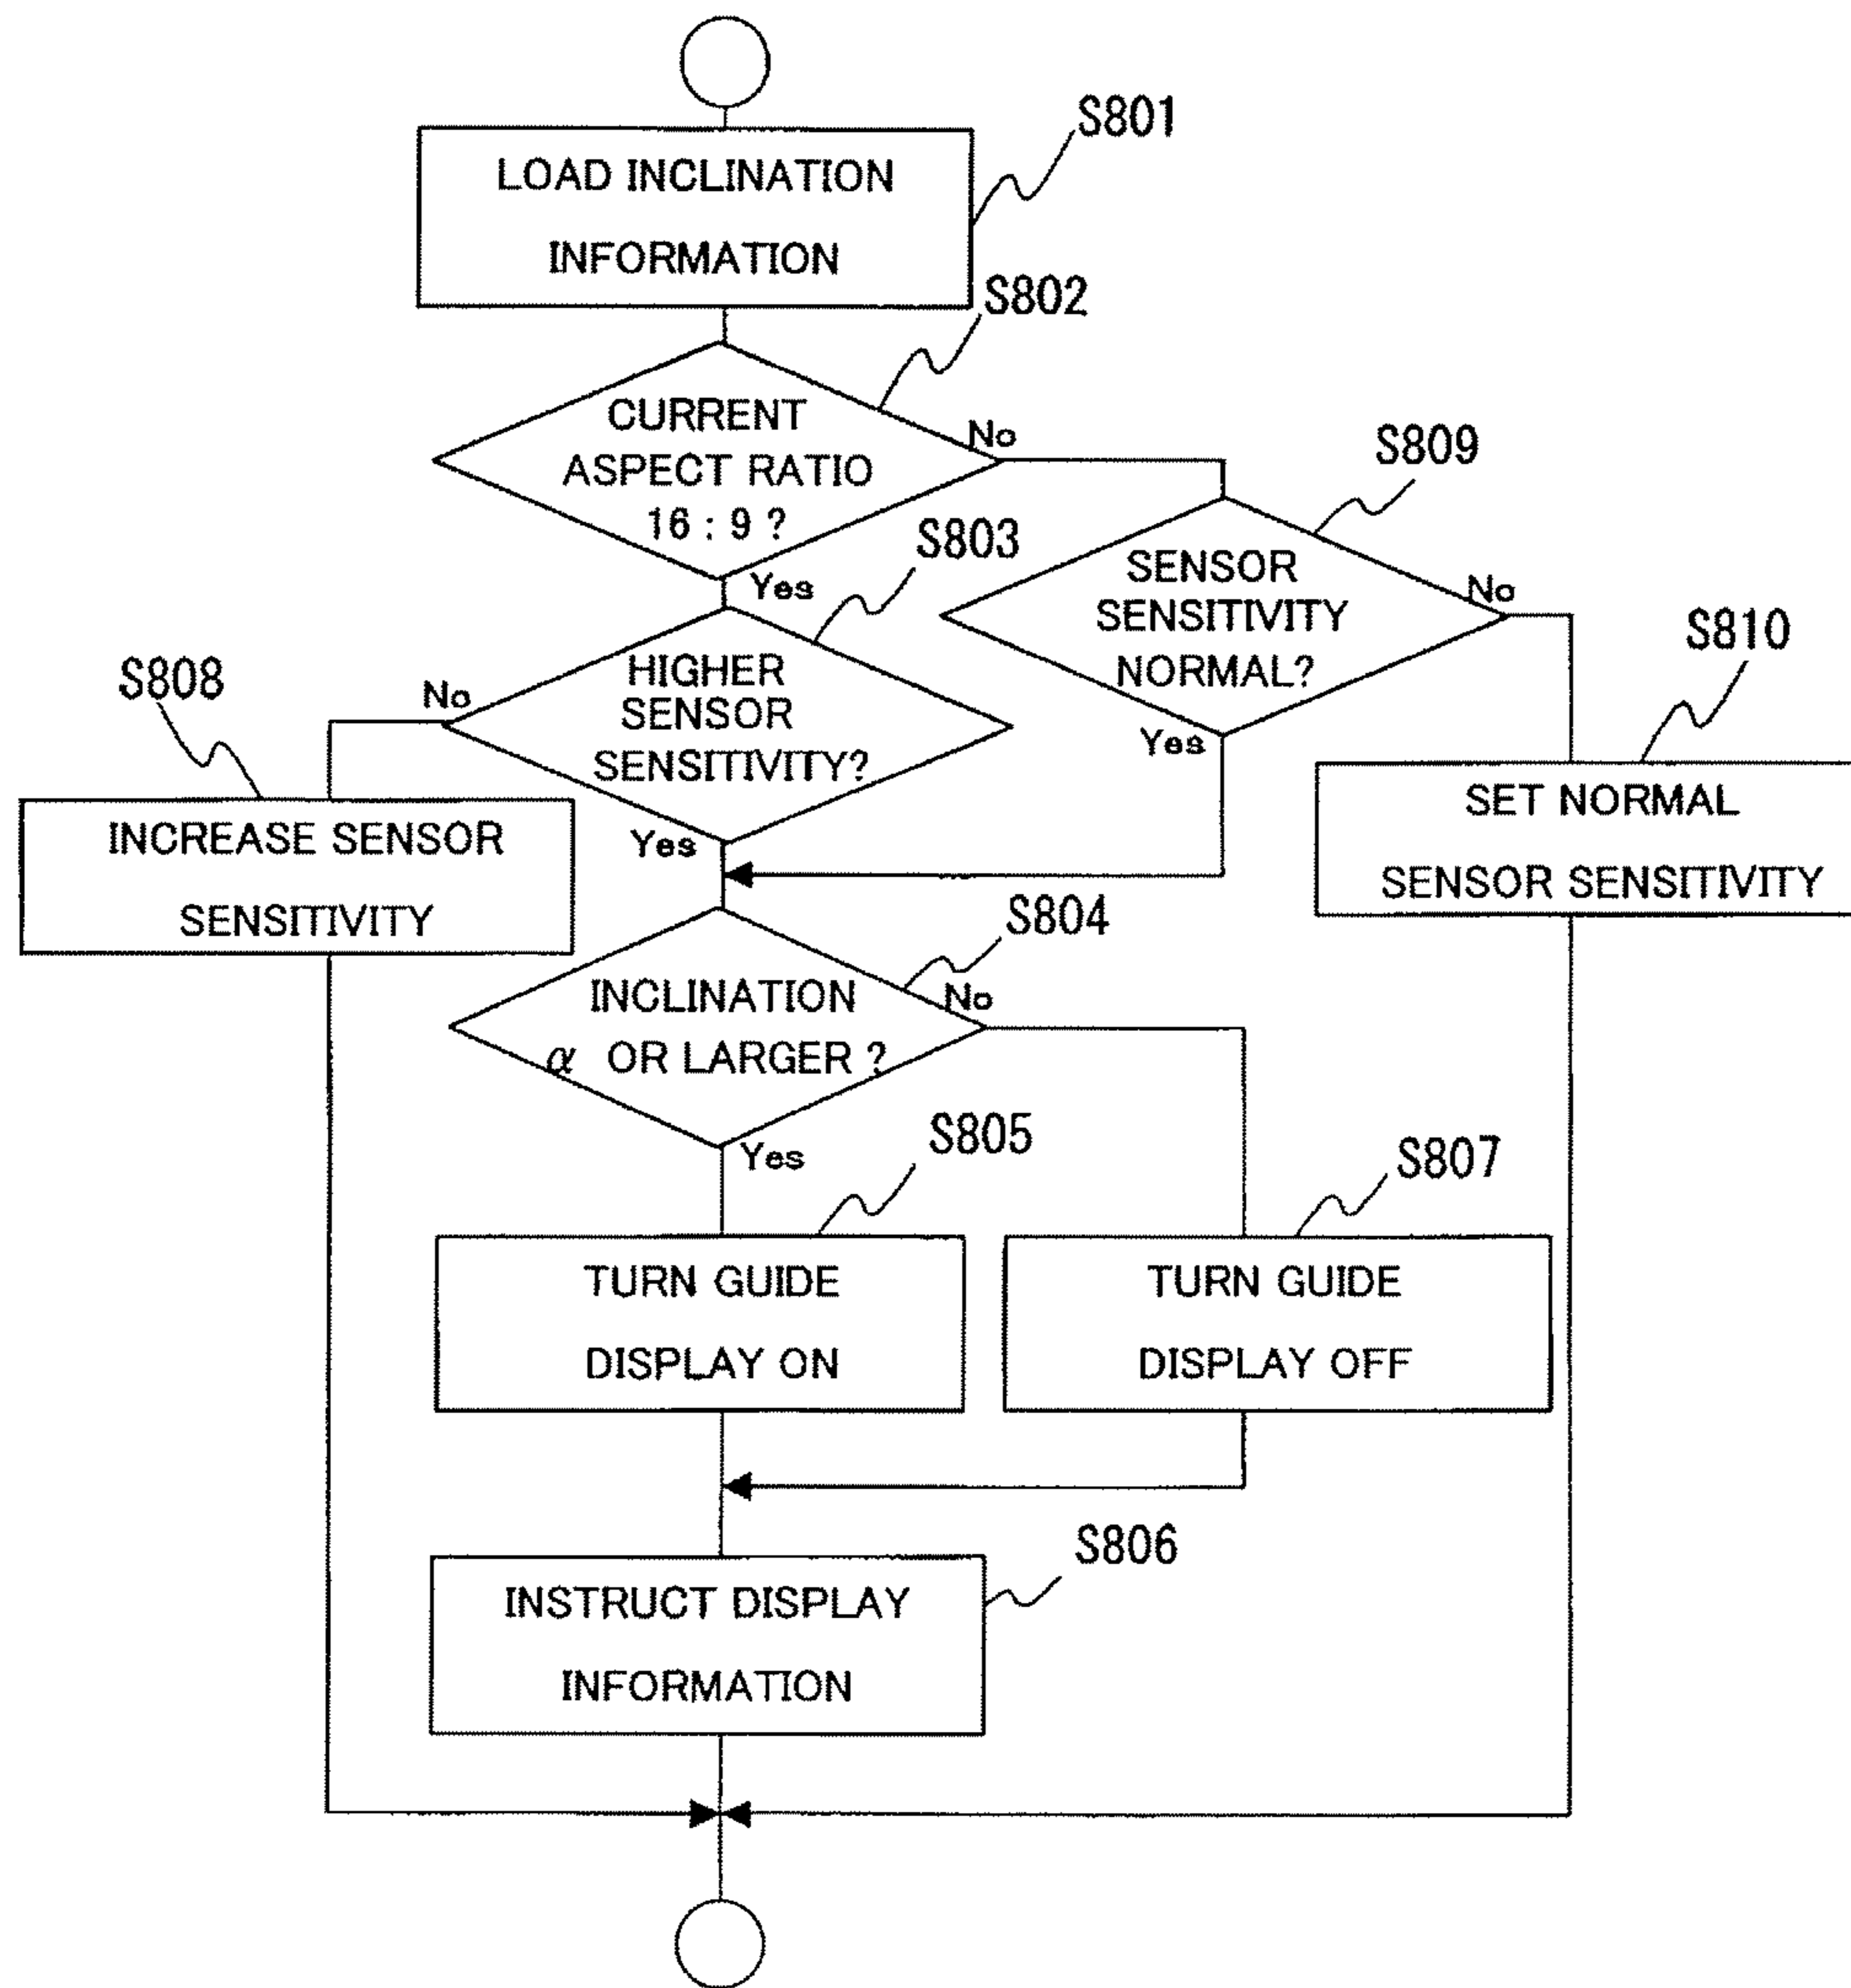 S801
LOAD INCLINATION
INFORMATION
S802
CURRENT
ASPECT RATIO
16 : 9 ?
No
Yes
S809
SENSOR
SENSITIVITY
NORMAL?
No
Yes
S803
HIGHER
SENSOR
SENSITIVITY?
No
Yes
S808
INCREASE SENSOR
SENSITIVITY
S810
SET NORMAL
SENSOR SENSITIVITY
S804
INCLINATION
α OR LARGER ?
No
Yes
S805
TURN GUIDE
DISPLAY ON
S807
TURN GUIDE
DISPLAY OFF
S806
INSTRUCT DISPLAY
INFORMATION